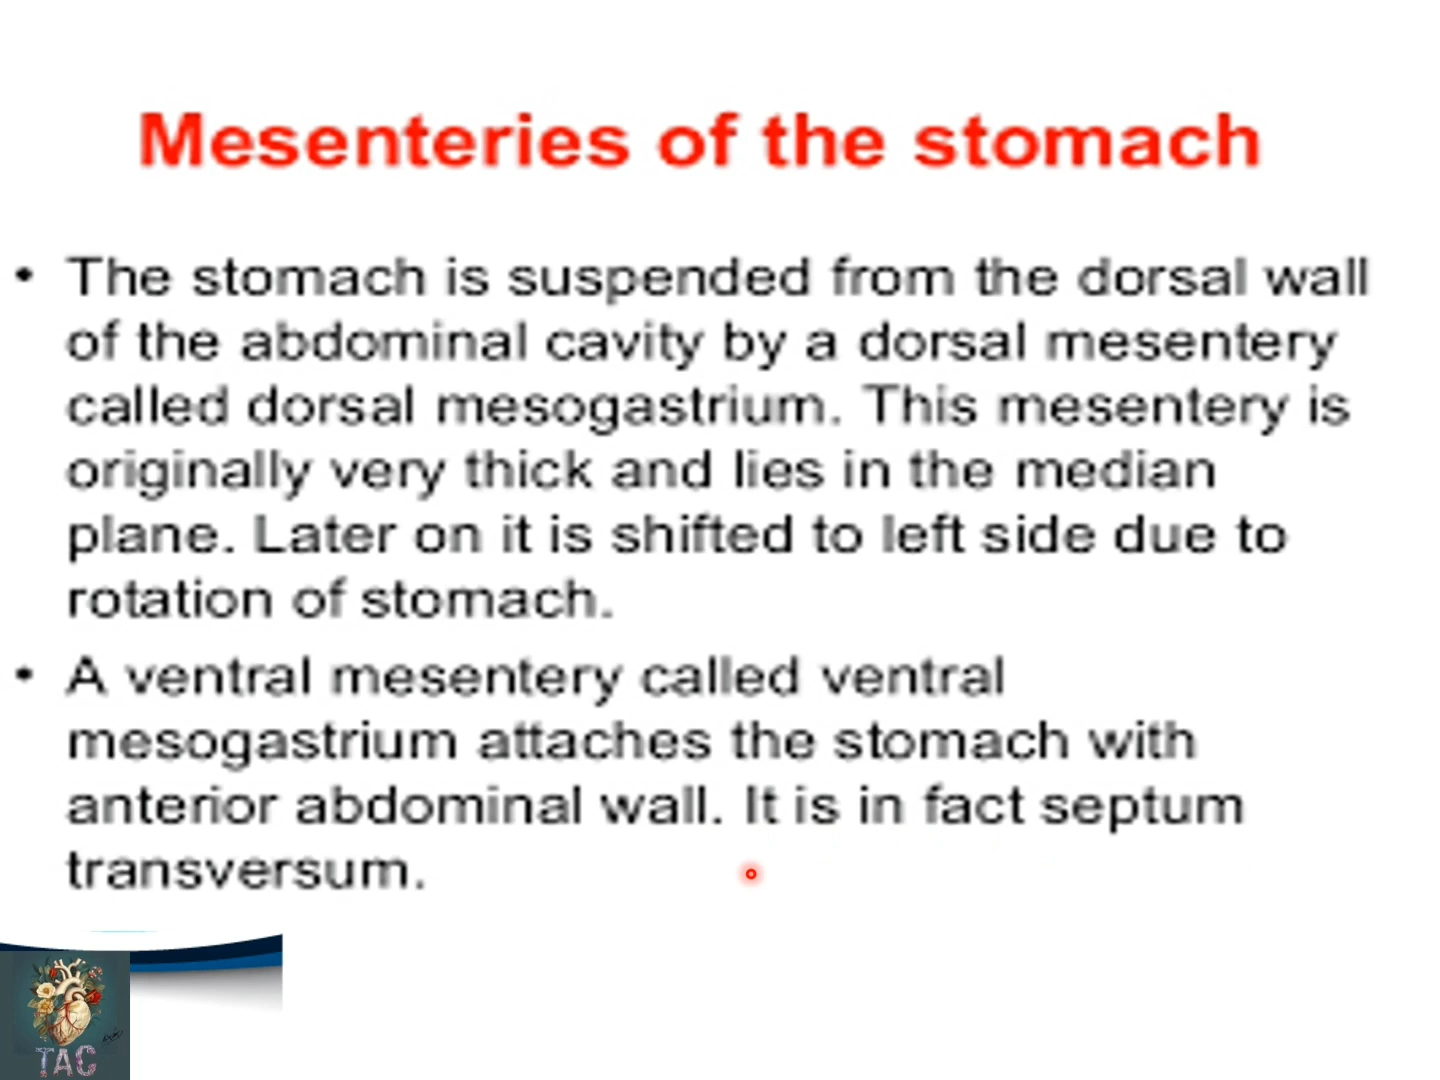 Mesenteries of the stomach
• The stomach is suspended from the dorsal wall
of the abdominal cavity by a dorsal mesentery
called dorsal mesogastrium. This mesentery is
originally very thick and lies in the median
plane. Later on it is shifted to left side due to
rotation of stomach.
• A ventral mesentery called ventral
mesogastrium attaches the stomach with
anterior abdominal wall. It is in fact septum
transversum.
TAC